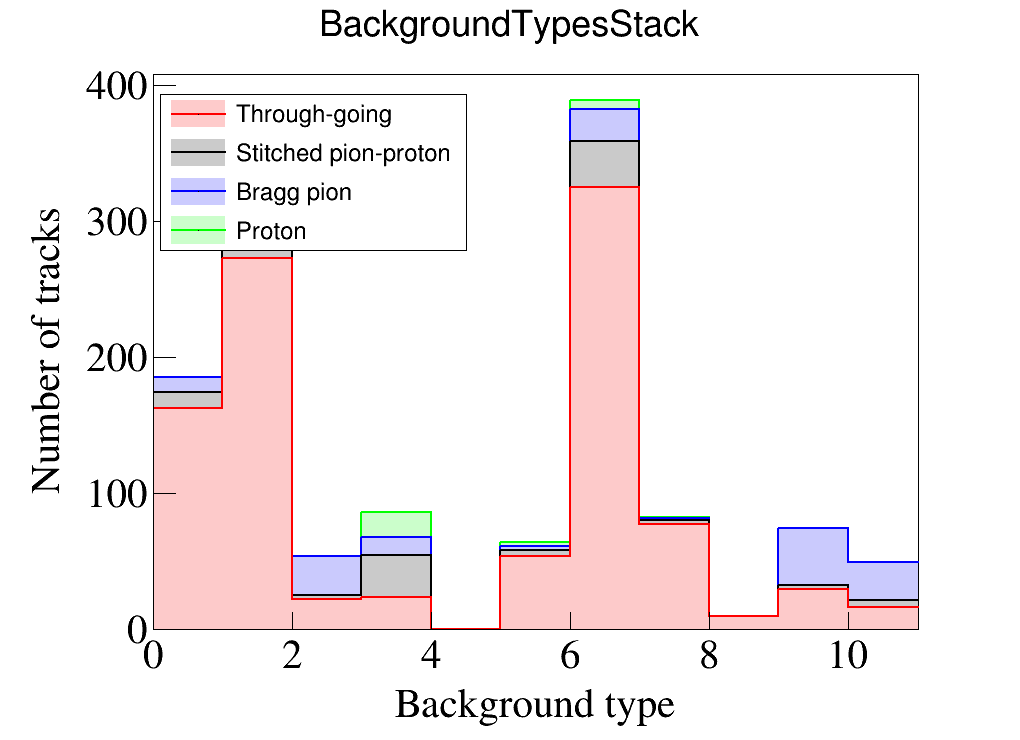 BackgroundTypesStack
400
300
200
100
0
Through-going
Stitched pion-proton
Bragg pion
Proton
Number of tracks
0 2 4 6 8 10
Background type